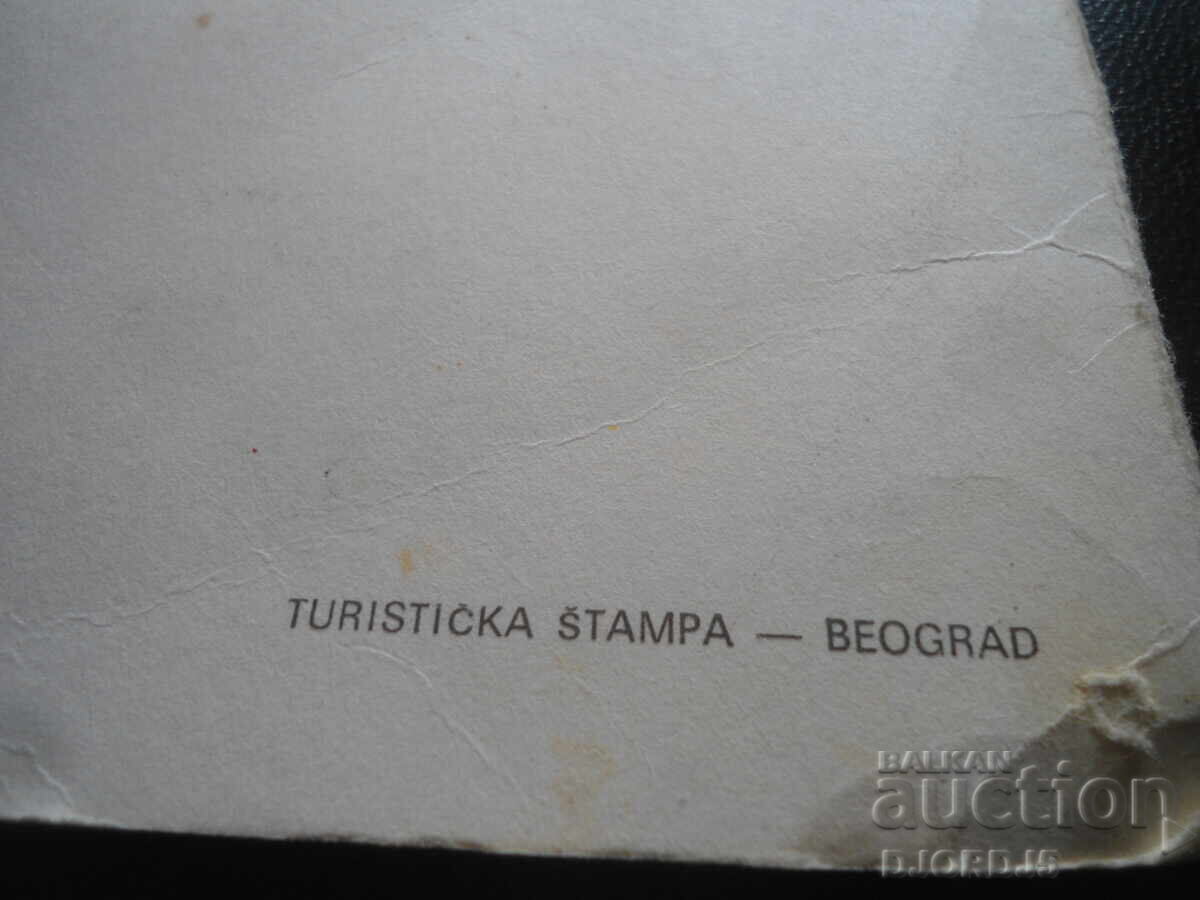 TURISTIČKA ŠTAMPA — BEOGRAD
BALKAN
auction
DJORDJ5